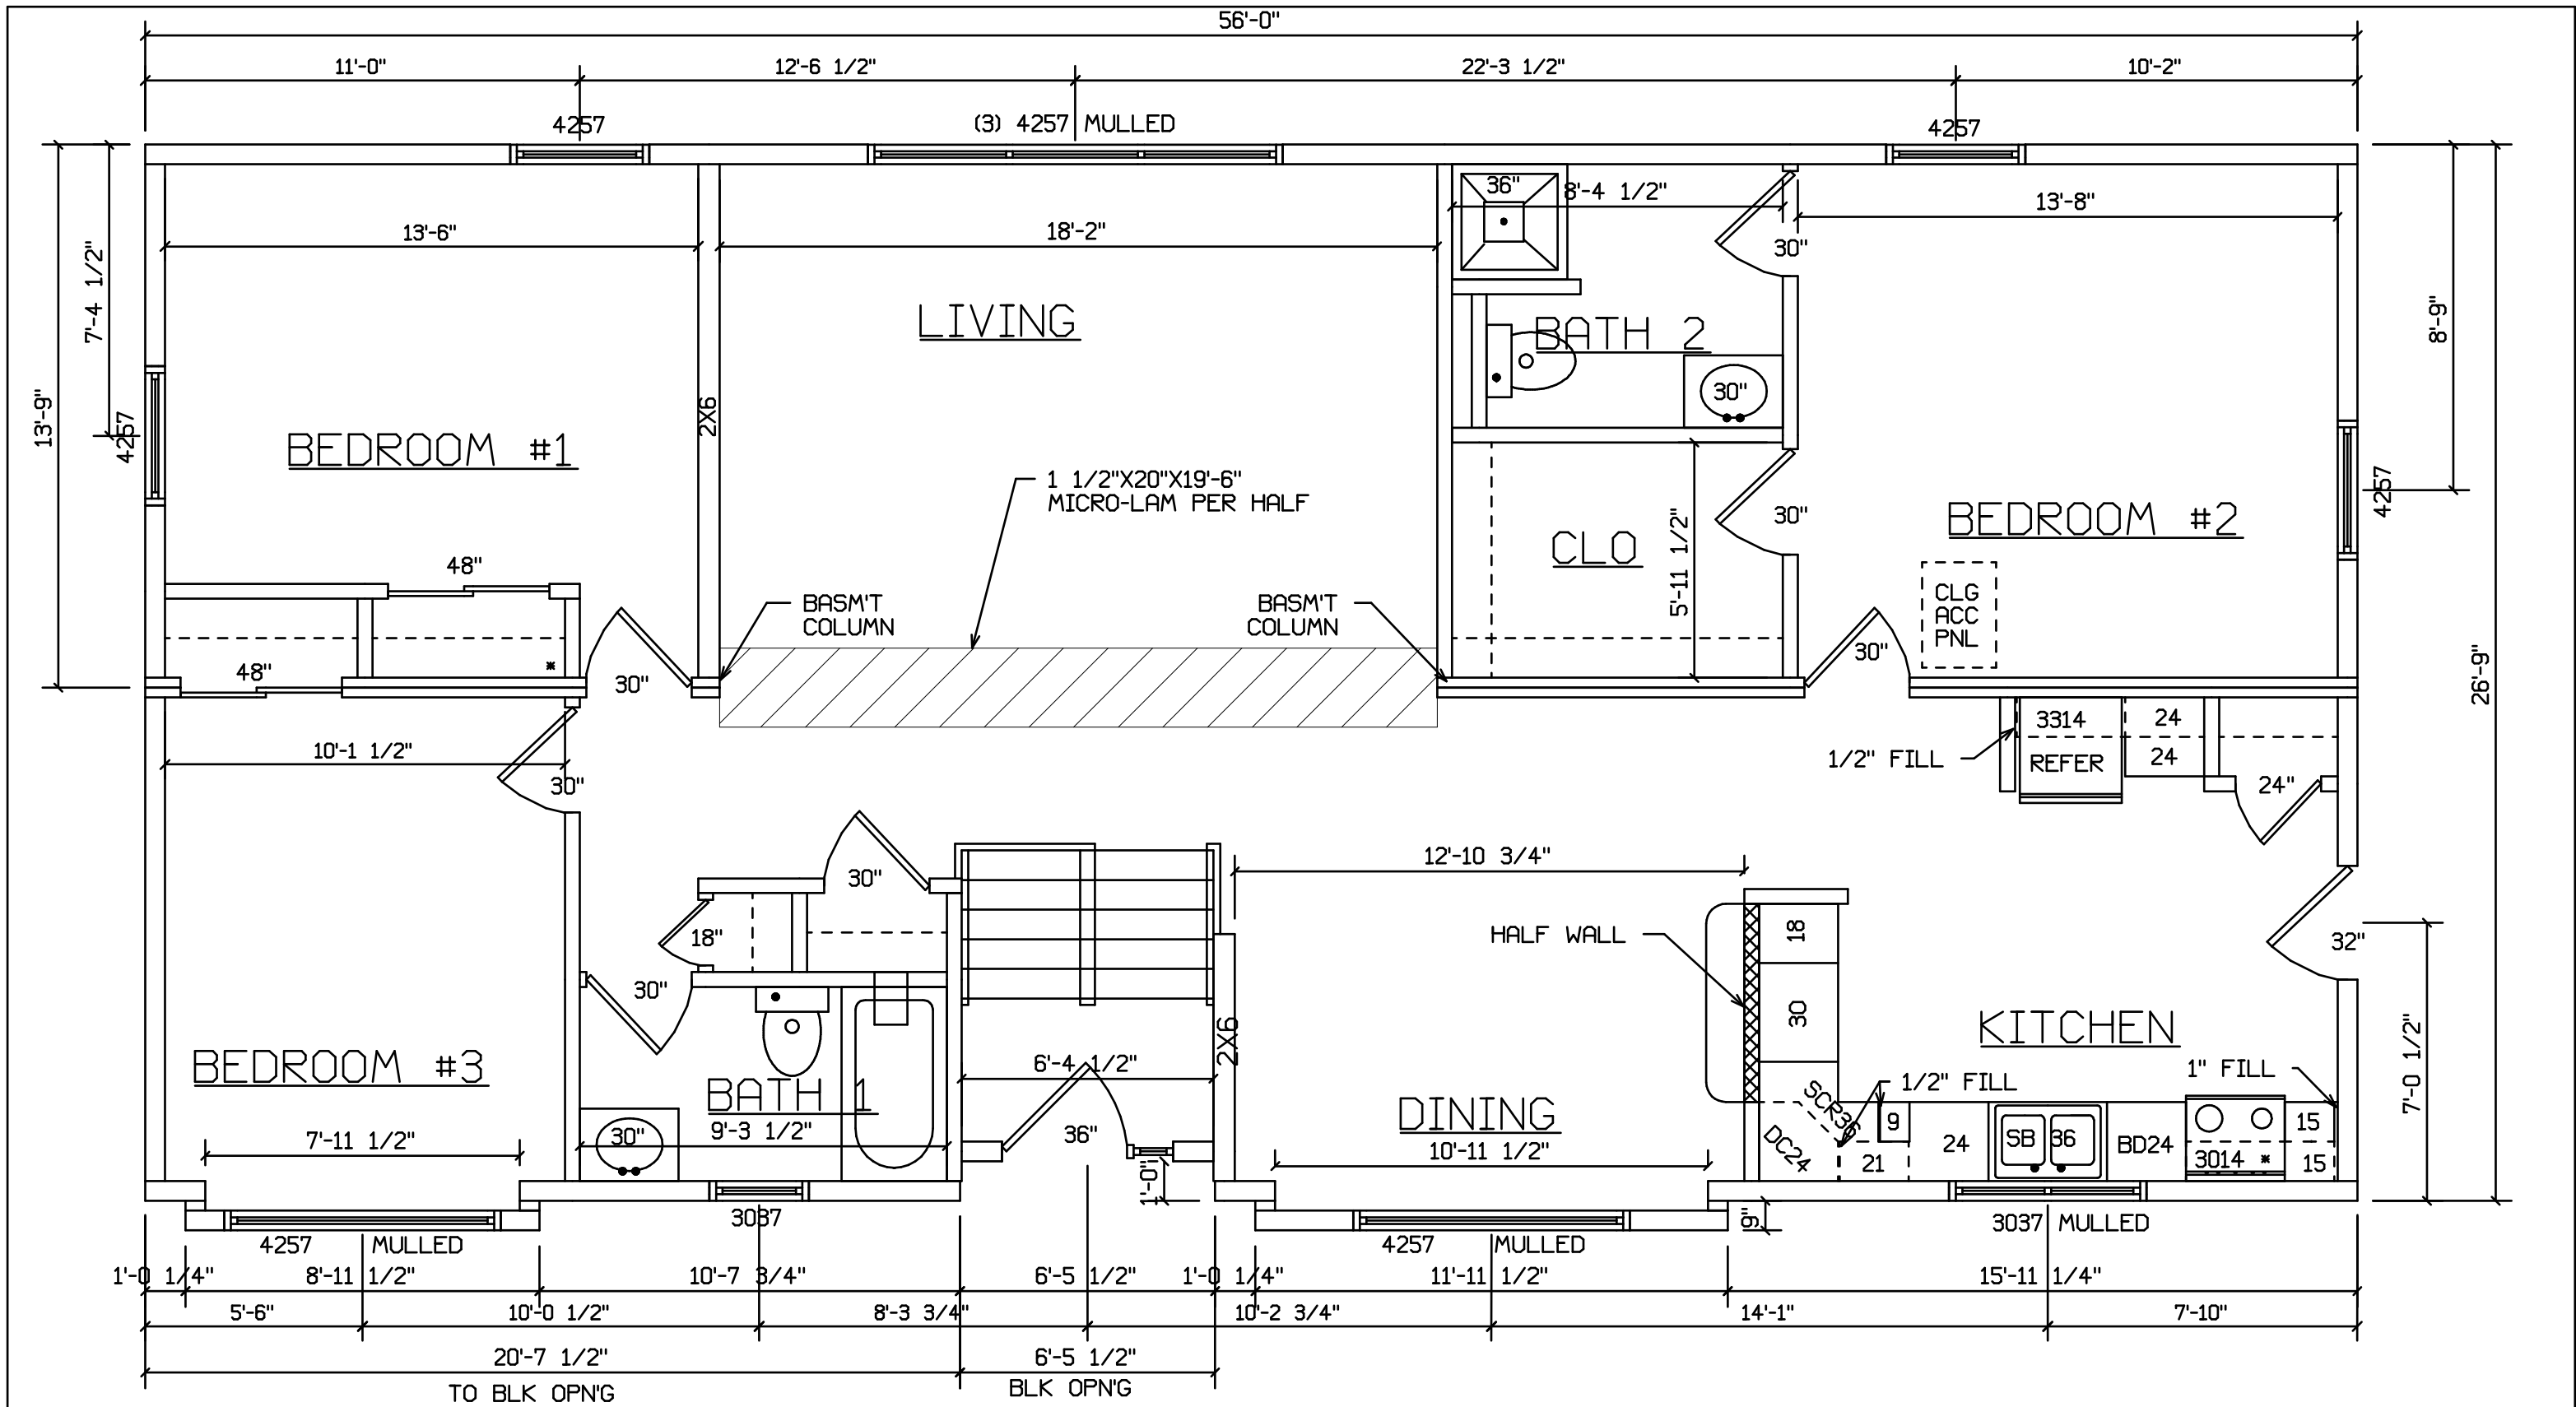 56'-0"
11'-0"
12'-6 1/2"
22'-3 1/2"
10'-2"
4257
(3) 4257 MULLED
4257
36"
8'-4 1/2"
13'-8"
13'-6"
18'-2"
30"
7'-4 1/2"
13'-9"
4257
8'-9"
26'-9"
4257
LIVING
BATH 2
30"
2X6
BEDROOM #1
1 1/2"X20"X19'-6"
MICRO-LAM PER HALF
30"
BEDROOM #2
CLO
5'-11 1/2"
48"
BASM'T
COLUMN
BASM'T
COLUMN
CLG
ACC
PNL
*
48"
30"
30"
3314
24
1/2" FILL
REFER
24
24"
10'-1 1/2"
30"
12'-10 3/4"
30"
18"
HALF WALL
18
32"
30"
30
2X6
KITCHEN
7'-0 1/2"
BEDROOM #3
6'-4 1/2"
1" FILL
1/2" FILL
BATH 1
SCR36
DC24
DINING
9
15
30"
9'-3 1/2"
36"
7'-11 1/2"
10'-11 1/2"
21
24
SB 36
BD24
3014 *
15
1'-0"
9"
3037
4257 MULLED
4257 MULLED
3037 MULLED
1'-0 1/4"
8'-11 1/2"
10'-7 3/4"
6'-5 1/2"
1'-0 1/4"
11'-11 1/2"
15'-11 1/4"
5'-6"
10'-0 1/2"
8'-3 3/4"
10'-2 3/4"
14'-1"
7'-10"
20'-7 1/2"
6'-5 1/2"
TO BLK OPN'G
BLK OPN'G